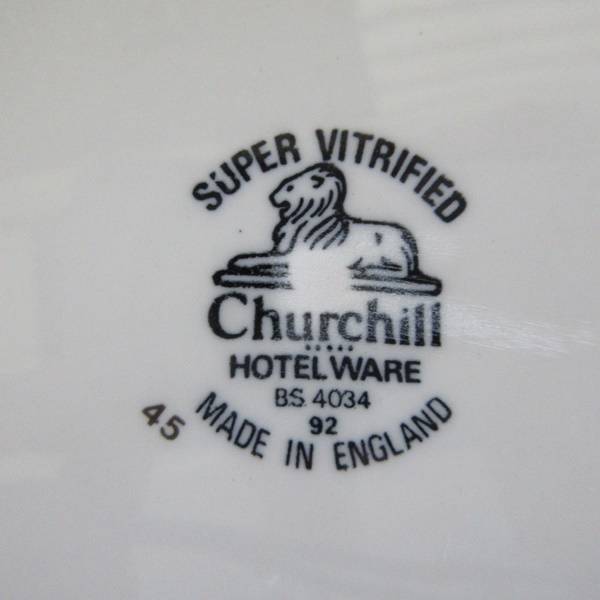 SUPER VITRIFIED
Churchill
HOTELWARE
B.S. 4034
92
MADE IN ENGLAND
45